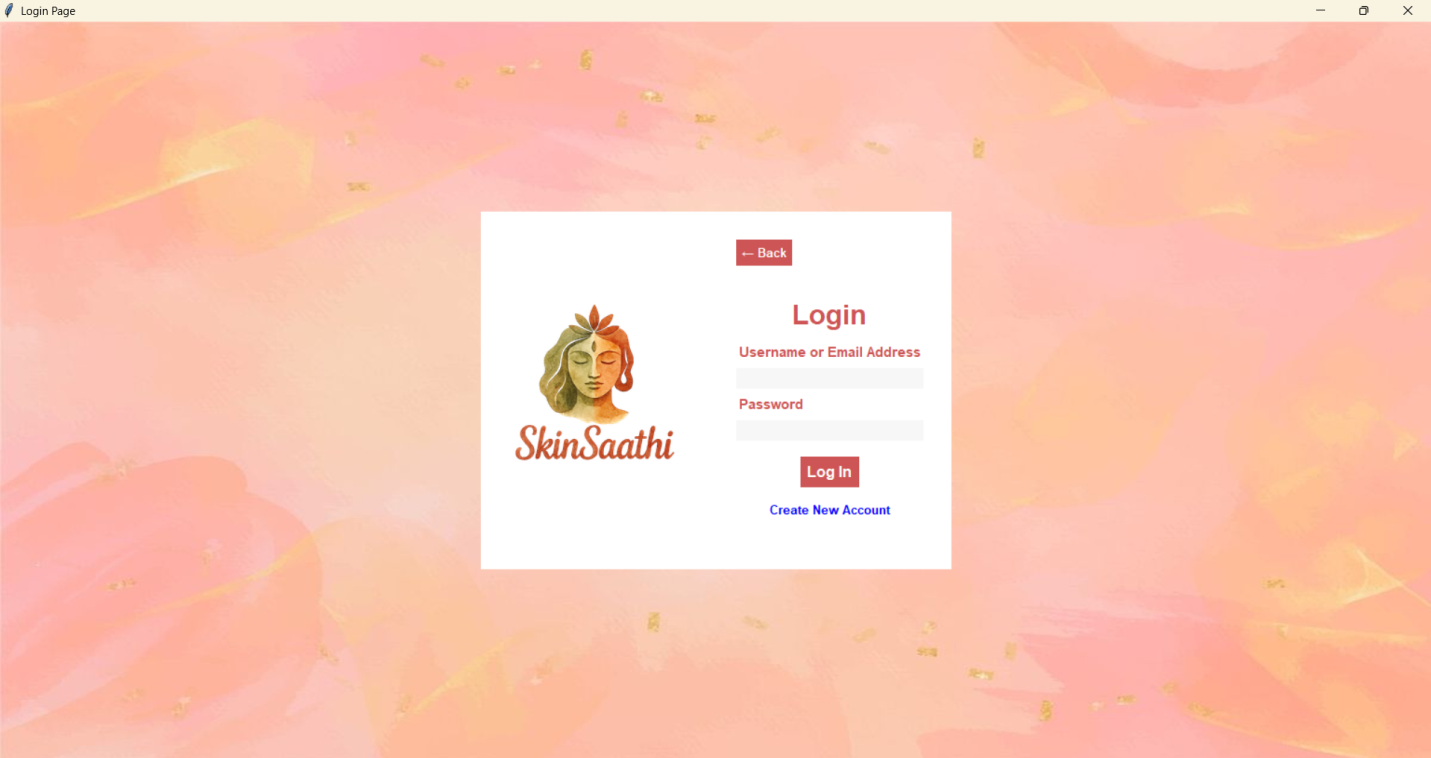 Login Page
← Back
Login
Username or Email Address
Password
SkinSaathi
Log In
Create New Account